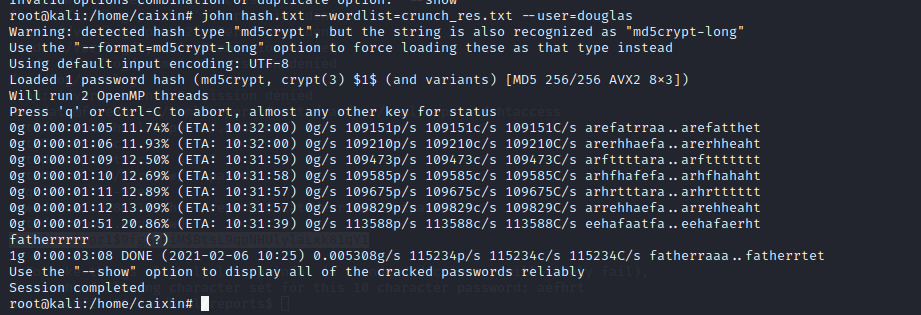 invalid options combination or duplicate option: "--show"
root@kali:/home/caixin# john hash.txt --wordlist=crunch_res.txt --user=douglas
Warning: detected hash type "md5crypt", but the string is also recognized as "md5crypt-long"
Use the "--format=md5crypt-long" option to force loading these as that type instead
Using default input encoding: UTF-8
Loaded 1 password hash (md5crypt, crypt(3) $1$ (and variants) [MD5 256/256 AVX2 8×3])
Will run 2 OpenMP threads
Press 'q' or Ctrl-C to abort, almost any other key for status
0g 0:00:01:05 11.74% (ETA: 10:32:00) 0g/s 109151p/s 109151c/s 109151C/s arefatrraa..arefatthet
0g 0:00:01:06 11.93% (ETA: 10:32:00) 0g/s 109210p/s 109210c/s 109210C/s arerhhaefa..arerhheaht
0g 0:00:01:09 12.50% (ETA: 10:31:59) 0g/s 109473p/s 109473c/s 109473C/s arfttttara..arfttttttt
0g 0:00:01:10 12.69% (ETA: 10:31:58) 0g/s 109585p/s 109585c/s 109585C/s arhfhafefa..arhfhahaht
0g 0:00:01:11 12.89% (ETA: 10:31:57) 0g/s 109675p/s 109675c/s 109675C/s arhrtttara..arhrtttttt
0g 0:00:01:12 13.09% (ETA: 10:31:57) 0g/s 109829p/s 109829c/s 109829C/s arrehhaefa..arrehheaht
0g 0:00:01:51 20.86% (ETA: 10:31:39) 0g/s 113588p/s 113588c/s 113588C/s eehafaatfa..eehafaerht
fatherrrrr (?)
1g 0:00:03:08 DONE (2021-02-06 10:25) 0.005308g/s 115234p/s 115234c/s 115234C/s fatherraaa..fatherrtet
Use the "--show" option to display all of the cracked passwords reliably
Session completed
root@kali:/home/caixin#